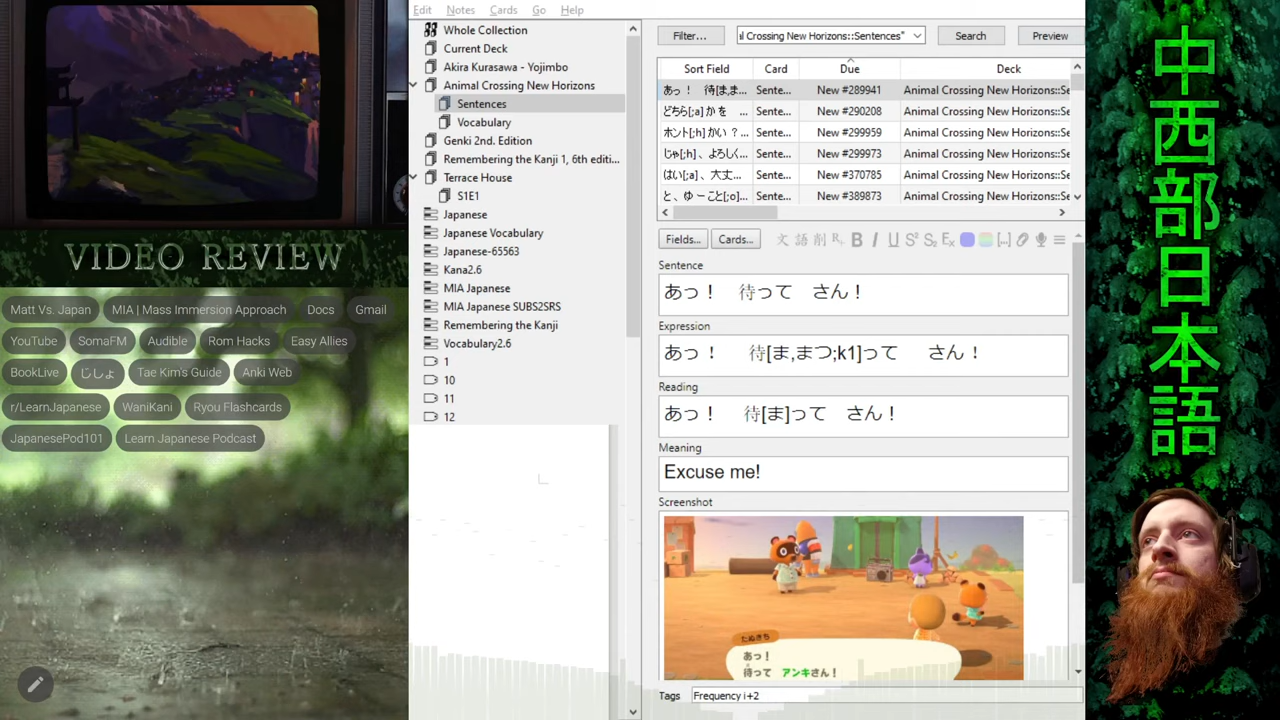 VIDEO REVIEW
Matt Vs. Japan
MIA | Mass Immersion Approach
Docs
Gmail
YouTube
SomaFM
Audible
Rom Hacks
Easy Allies
BookLive
じしょ
Tae Kim's Guide
Anki Web
r/LearnJapanese
WaniKani
Ryou Flashcards
JapanesePod101
Learn Japanese Podcast
Edit Notes Cards Go Help
Whole Collection
Current Deck
Akira Kurasawa - Yojimbo
Animal Crossing New Horizons
Sentences
Vocabulary
Genki 2nd. Edition
Remembering the Kanji 1, 6th editi...
Terrace House
S1E1
Japanese
Japanese Vocabulary
Japanese-65563
Kana2.6
MIA Japanese
MIA Japanese SUBS2SRS
Remembering the Kanji
Vocabulary2.6
1
10
11
12
Filter... l Crossing New Horizons::Sentences" Search Preview
Sort Field Card Due Deck
あっ！ 待[ま,ま... Sente... New #289941 Animal Crossing New Horizons::Se
どちら[;a]か を ... Sente... New #290208 Animal Crossing New Horizons::Se
ホント[;h]かい ？... Sente... New #299959 Animal Crossing New Horizons::Se
じゃ[;h]、よろしく... Sente... New #299973 Animal Crossing New Horizons::Se
はい[;a]、大丈... Sente... New #370785 Animal Crossing New Horizons::Se
と、ゆーこと[;o]... Sente... New #389873 Animal Crossing New Horizons::Se
Fields... Cards... 文 語 削 B I U [...]
Sentence
あっ！ 待って さん！
Expression
あっ！ 待[ま,まつ;k1]って さん！
Reading
あっ！ 待[ま]って さん！
Meaning
Excuse me!
Screenshot
たぬきち
あっ！
待って アンキさん！
Tags Frequency i+2
中西部日本語